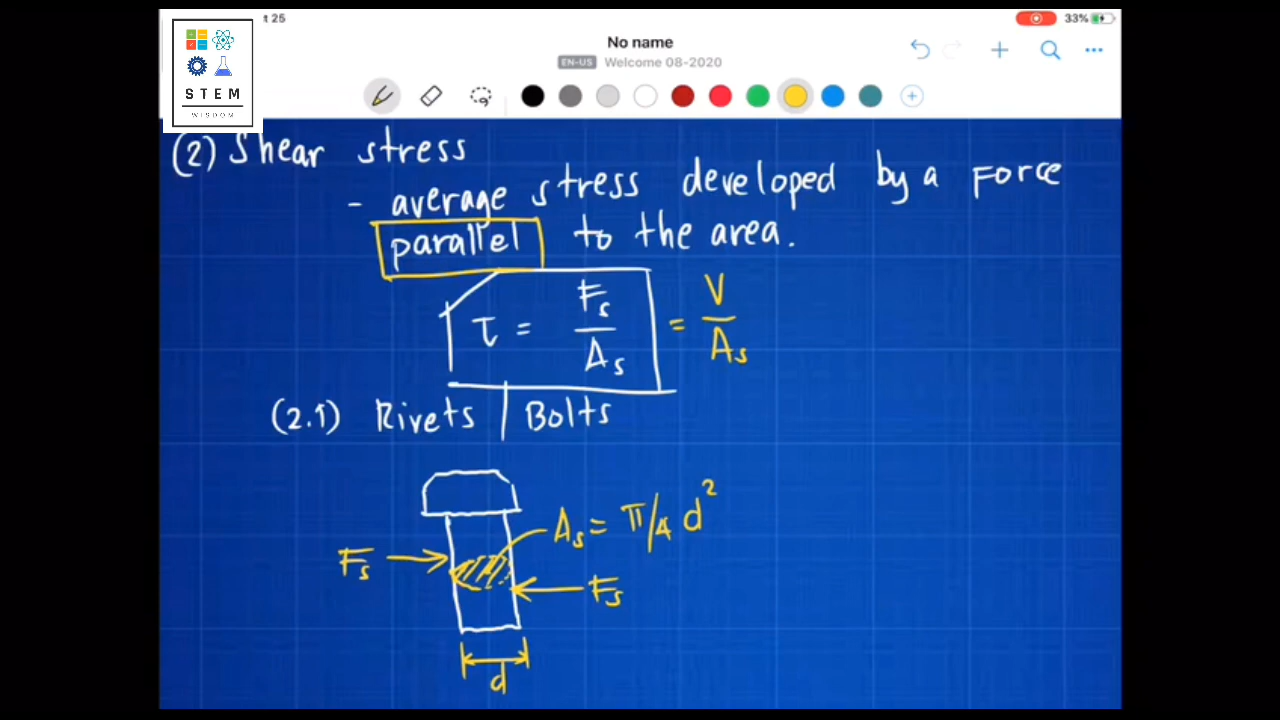 t 25
33%
No name
EN-US Welcome 08-2020
STEM
WISDOM
(2) Shear stress
- average stress developed by a Force
parallel to the area.
τ = Fs/As = V/As
(2.1) Rivets | Bolts
As = π/4 d²
Fs
Fs
d